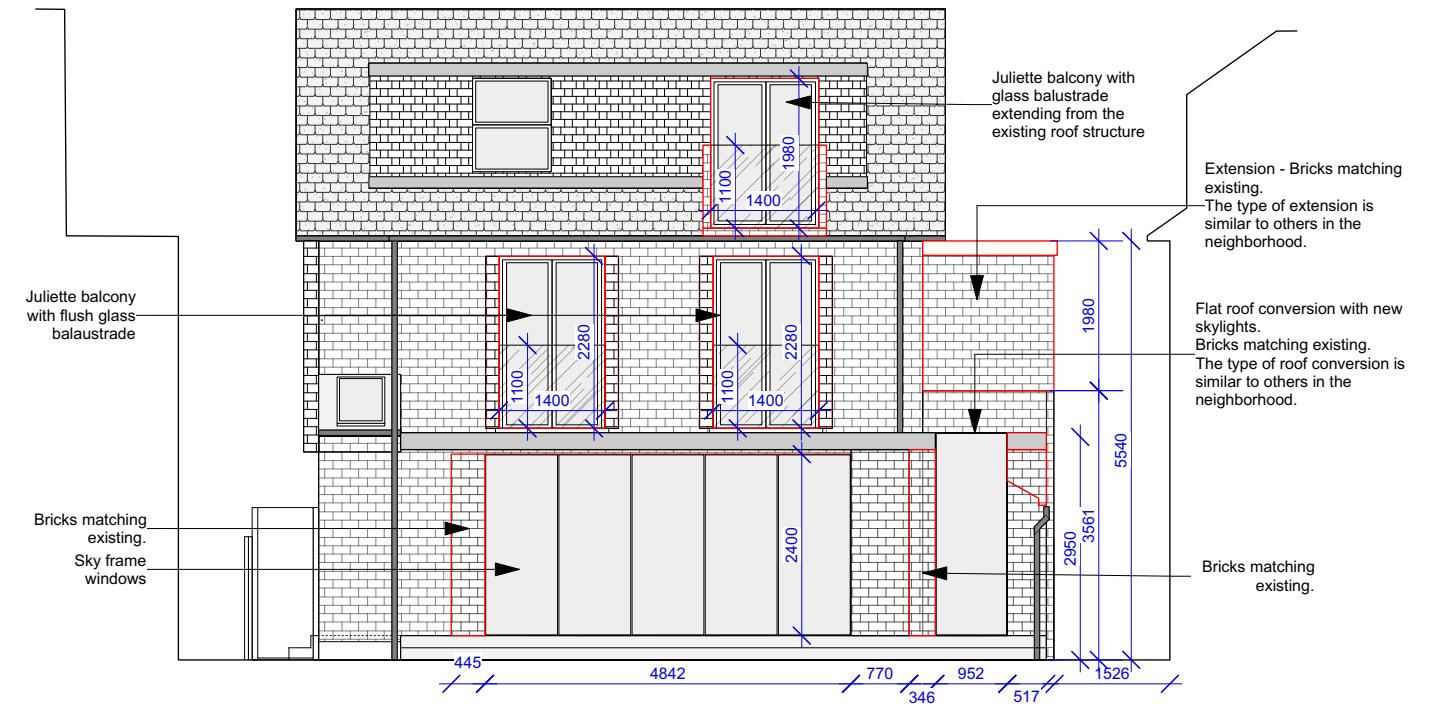 Juliette balcony with
glass balustrade
extending from the
existing roof structure
1980
1100
1400
Extension - Bricks matching
existing.
The type of extension is
similar to others in the
neighborhood.
Juliette balcony
with flush glass
balaustrade
2280
1100
1400
2280
1100
1400
1980
5540
Flat roof conversion with new
skylights.
Bricks matching existing.
The type of roof conversion is
similar to others in the
neighborhood.
Bricks matching
existing.
Sky frame
windows
2400
2950
3561
Bricks matching
existing.
445
4842
770
346
952
517
1526